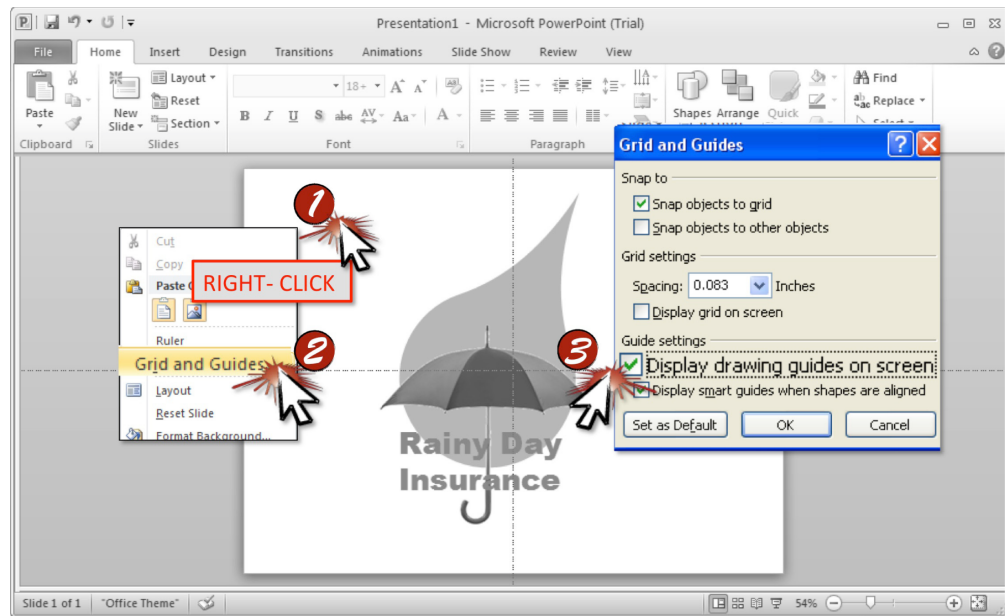 Presentation1 - Microsoft PowerPoint (Trial)
File Home Insert Design Transitions Animations Slide Show Review View
Paste
New Slide
Layout
Reset
Section
18+
B I U S abc AV Aa A
Shapes Arrange Quick
Find
Replace
Select
Clipboard Slides Font Paragraph
1
Cut
Copy
Paste
RIGHT- CLICK
Ruler
Grid and Guides
2
Layout
Reset Slide
Format Background...
Rainy Day
Insurance
Grid and Guides
Snap to
Snap objects to grid
Snap objects to other objects
Grid settings
Spacing: 0.083 Inches
Display grid on screen
Guide settings
3
Display drawing guides on screen
Display smart guides when shapes are aligned
Set as Default OK Cancel
Slide 1 of 1 "Office Theme" 54%